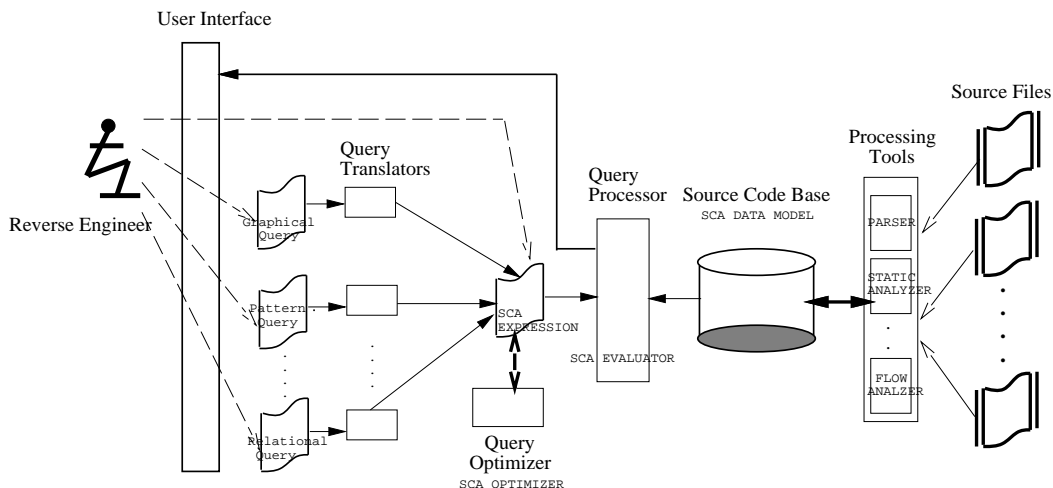 User Interface
Source Files
Processing
Tools
Query
Translators
Query
Processor
Source Code Base
SCA DATA MODEL
Reverse Engineer
Graphical
Query
PARSER
STATIC
ANALYZER
Pattern
Query
SCA
EXPRESSION
SCA EVALUATOR
FLOW
ANALZER
Relational
Query
Query
Optimizer
SCA OPTIMIZER